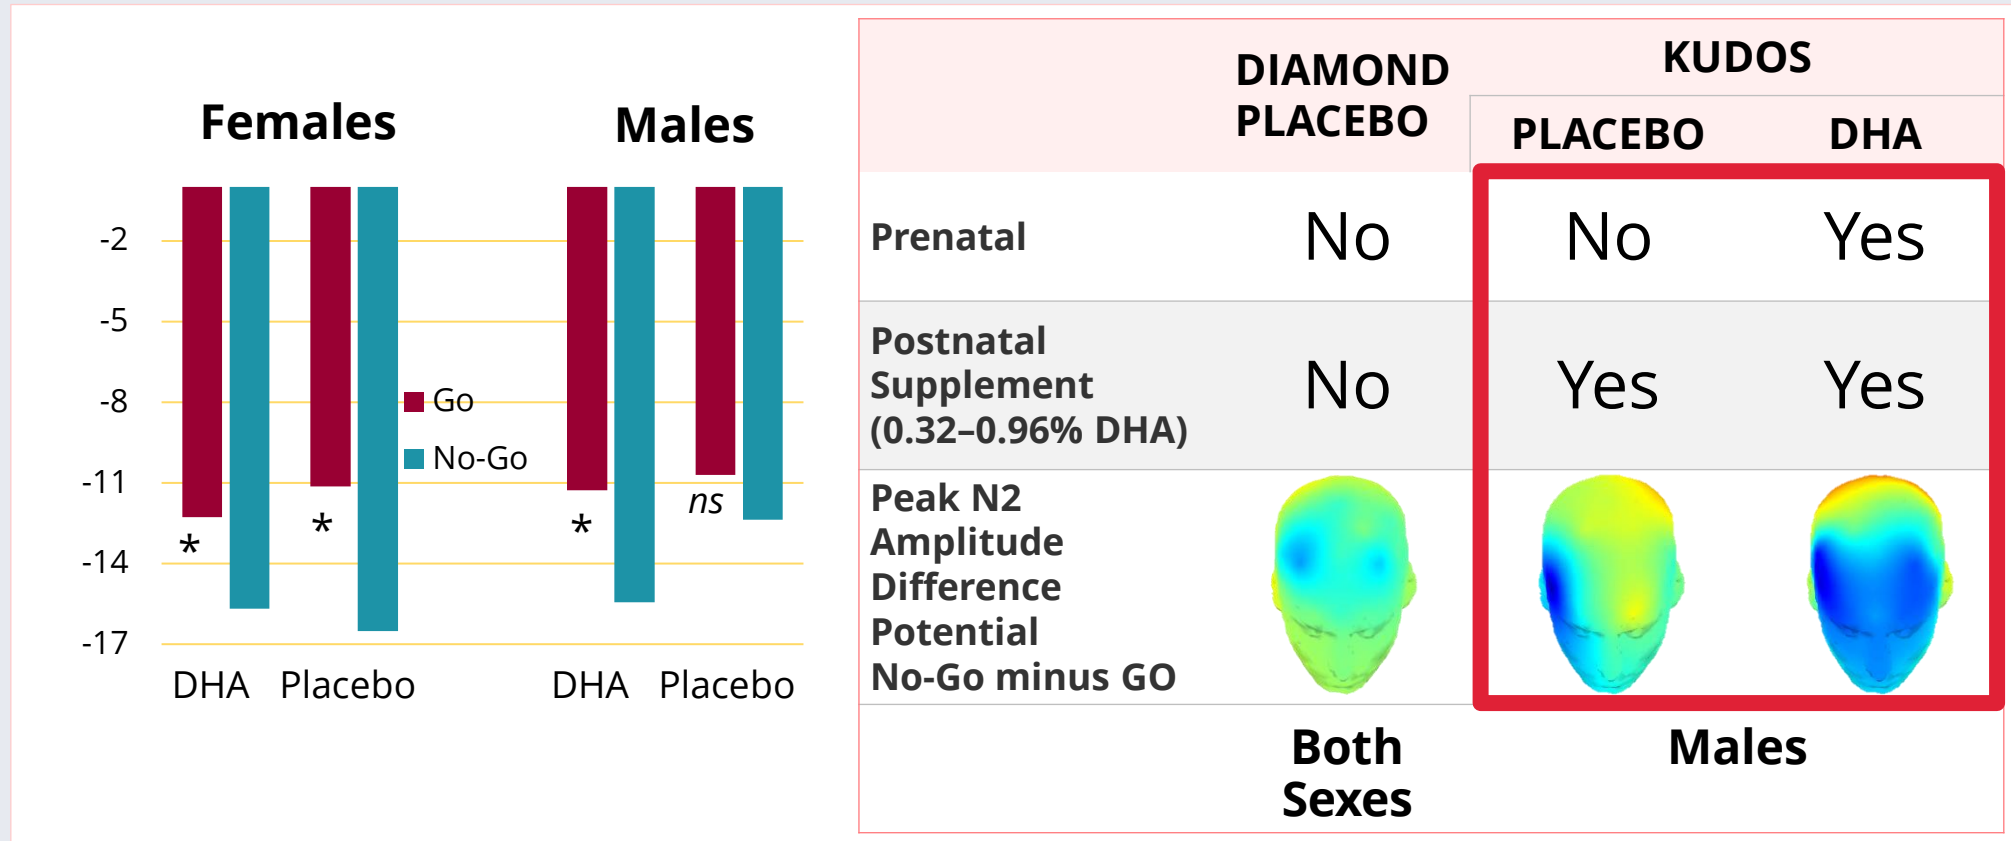 Females
Males
-2
-5
-8
-11
-14
-17
Go
No-Go
*
*
*
ns
DHA
Placebo
DHA
Placebo
DIAMOND
PLACEBO
KUDOS
PLACEBO
DHA
Prenatal
No
No
Yes
Postnatal
Supplement
(0.32–0.96% DHA)
No
Yes
Yes
Peak N2
Amplitude
Difference
Potential
No-Go minus GO
Both
Sexes
Males